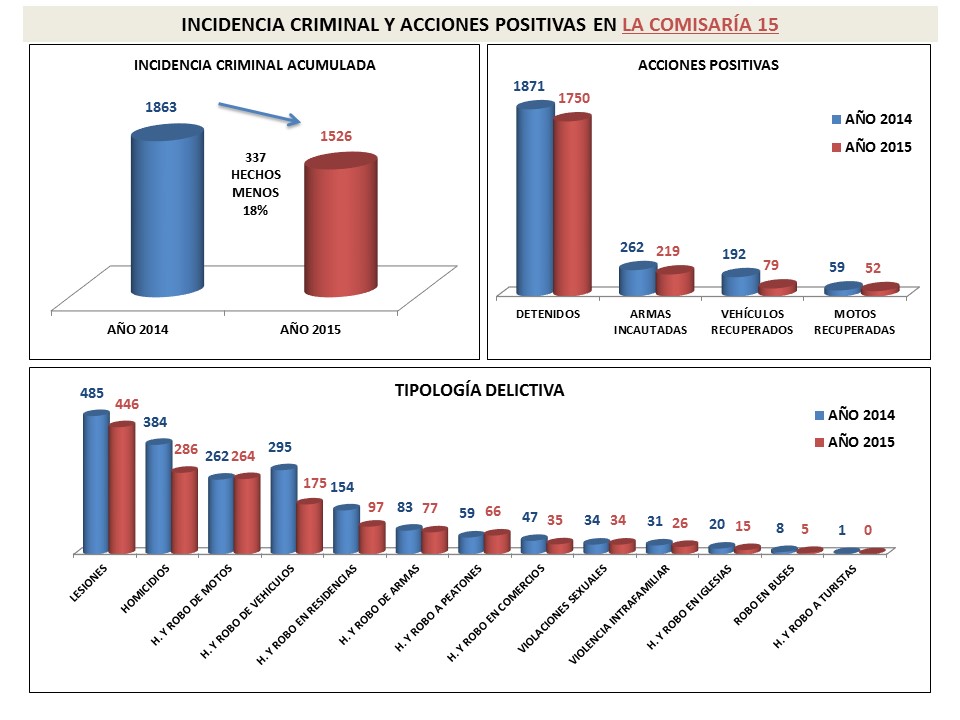 INCIDENCIA CRIMINAL Y ACCIONES POSITIVAS EN LA COMISARÍA 15
INCIDENCIA CRIMINAL ACUMULADA
1863
1526
337
HECHOS
MENOS
18%
AÑO 2014
AÑO 2015
ACCIONES POSITIVAS
1871
1750
262
219
192
79
59
52
AÑO 2014
AÑO 2015
DETENIDOS
ARMAS
INCAUTADAS
VEHÍCULOS
RECUPERADOS
MOTOS
RECUPERADAS
TIPOLOGÍA DELICTIVA
AÑO 2014
AÑO 2015
485
446
384
286
262
264
295
175
154
97
83
77
59
66
47
35
34
34
31
26
20
15
8
5
1
0
LESIONES
HOMICIDIOS
H. Y ROBO DE MOTOS
H. Y ROBO DE VEHICULOS
H. Y ROBO EN RESIDENCIAS
H. Y ROBO DE ARMAS
H. Y ROBO A PEATONES
H. Y ROBO EN COMERCIOS
VIOLACIONES SEXUALES
VIOLENCIA INTRAFAMILIAR
H. Y ROBO EN IGLESIAS
ROBO EN BUSES
H. Y ROBO A TURISTAS